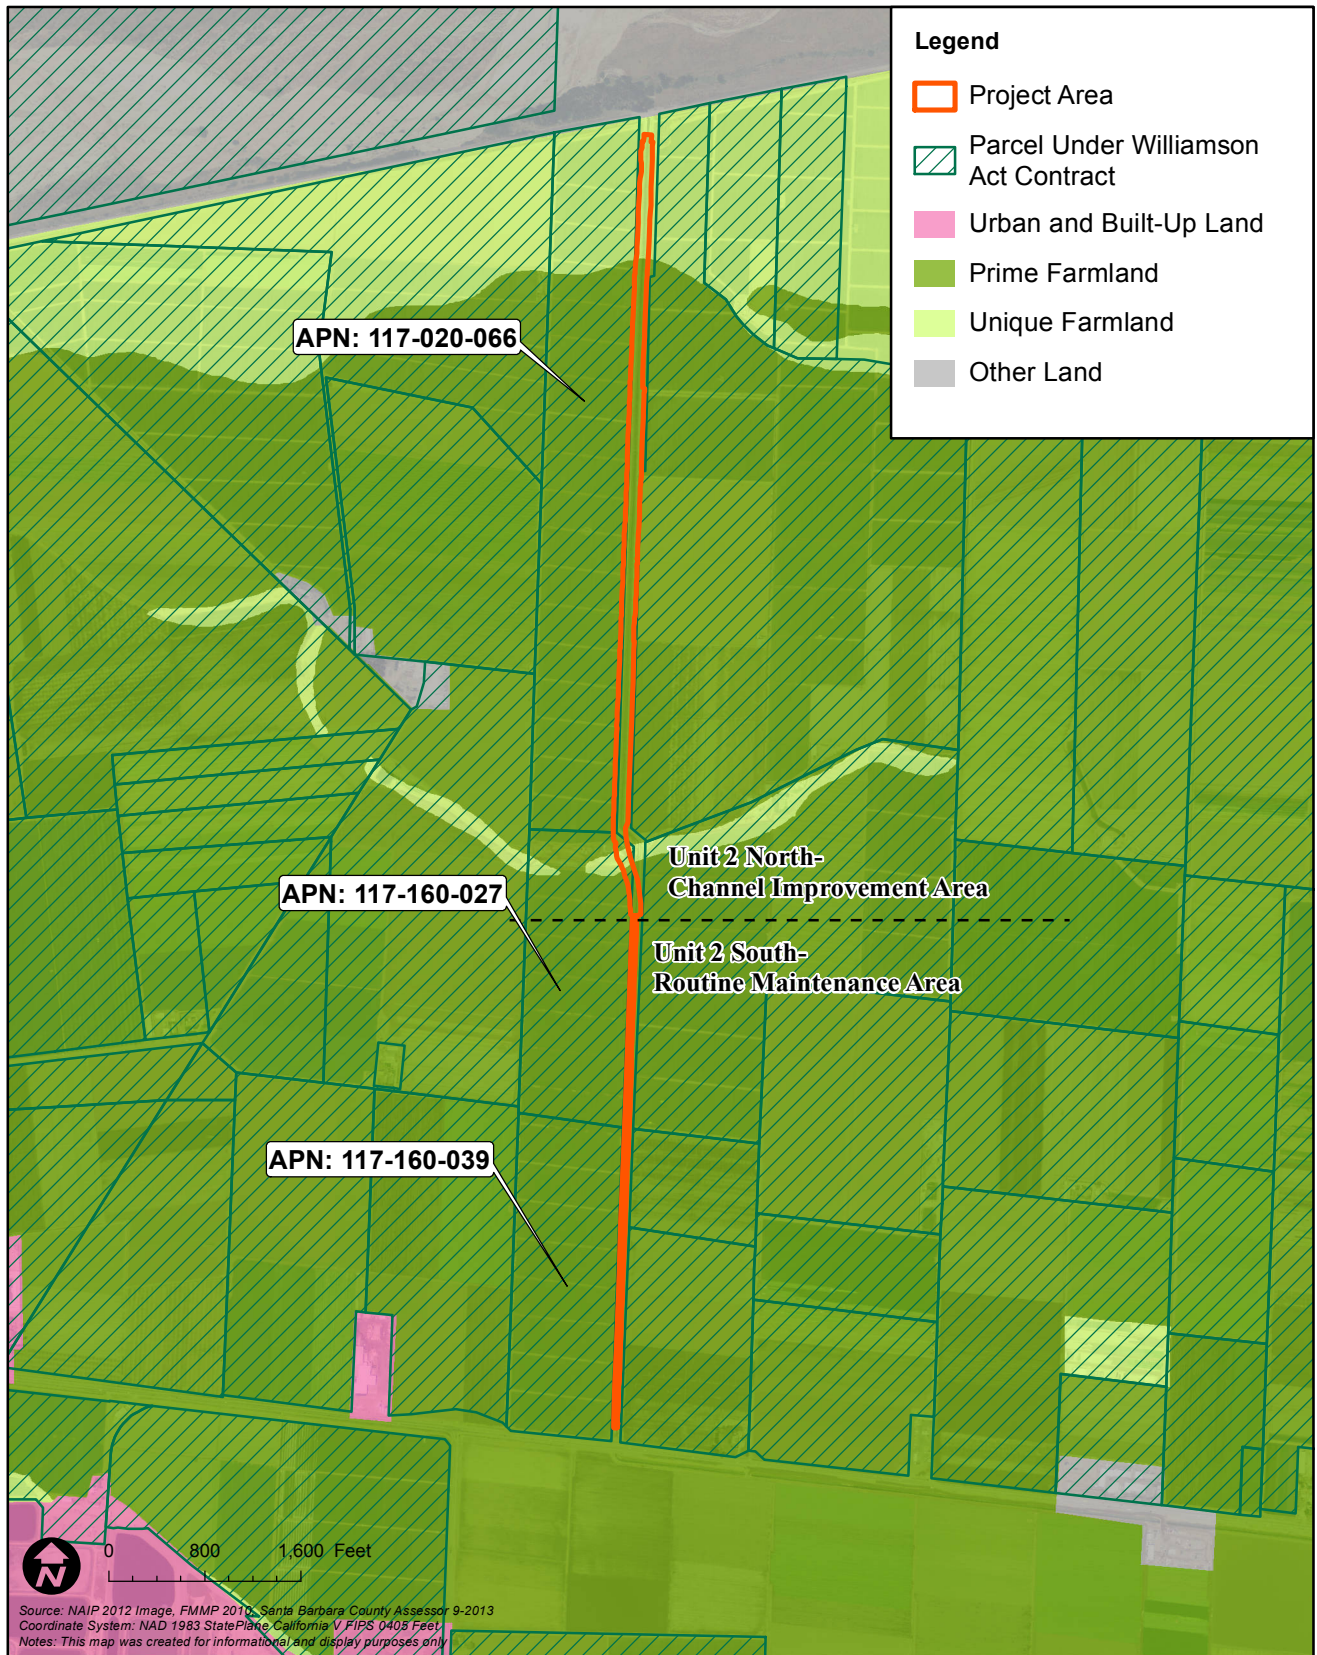 Legend
Project Area
Parcel Under Williamson
Act Contract
Urban and Built-Up Land
Prime Farmland
Unique Farmland
Other Land
APN: 117-020-066
Unit 2 North-
Channel Improvement Area
APN: 117-160-027
Unit 2 South-
Routine Maintenance Area
APN: 117-160-039
N
0 800 1,600 Feet
Source: NAIP 2012 Image, FMMP 2010, Santa Barbara County Assessor 9-2013
Coordinate System: NAD 1983 StatePlane California V FIPS 0405 Feet
Notes: This map was created for informational and display purposes only